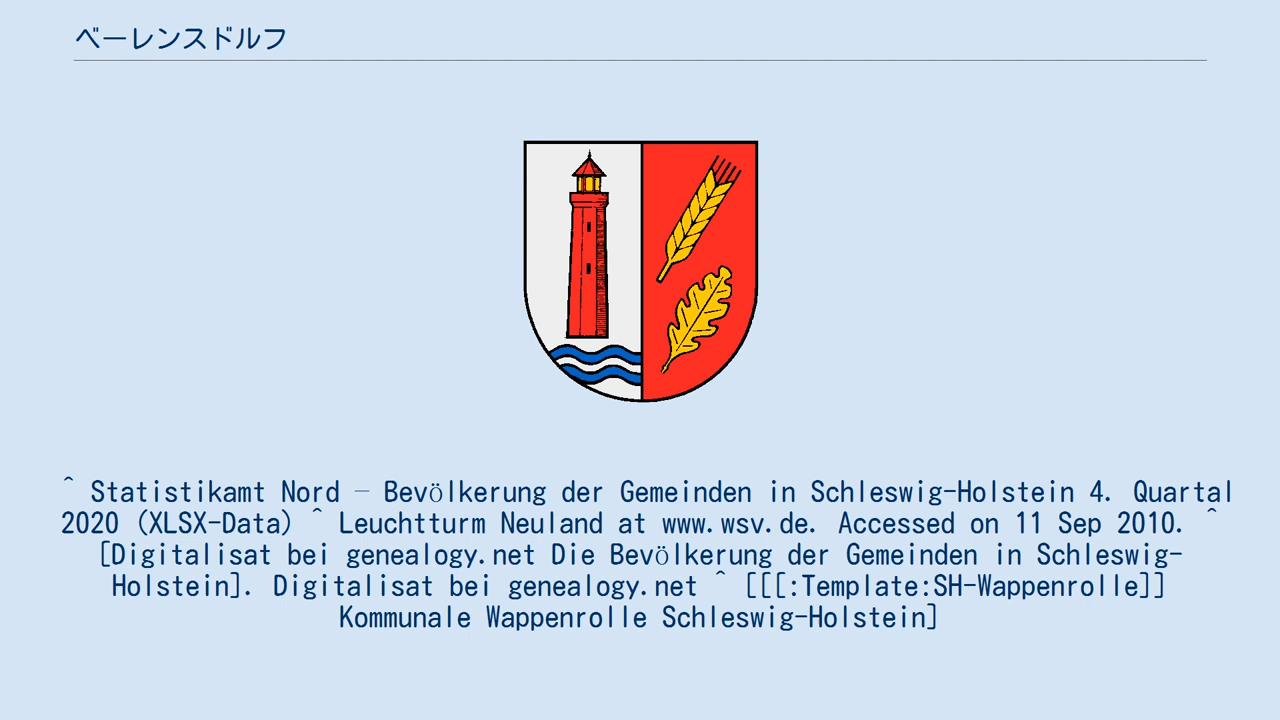 ベーレンスドルフ
^ Statistikamt Nord – Bevölkerung der Gemeinden in Schleswig-Holstein 4. Quartal
2020 (XLSX-Data) ^ Leuchtturm Neuland at www.wsv.de. Accessed on 11 Sep 2010. ^
[Digitalisat bei genealogy.net Die Bevölkerung der Gemeinden in Schleswig-
Holstein]. Digitalisat bei genealogy.net ^ [[[:Template:SH-Wappenrolle]]
Kommunale Wappenrolle Schleswig-Holstein]